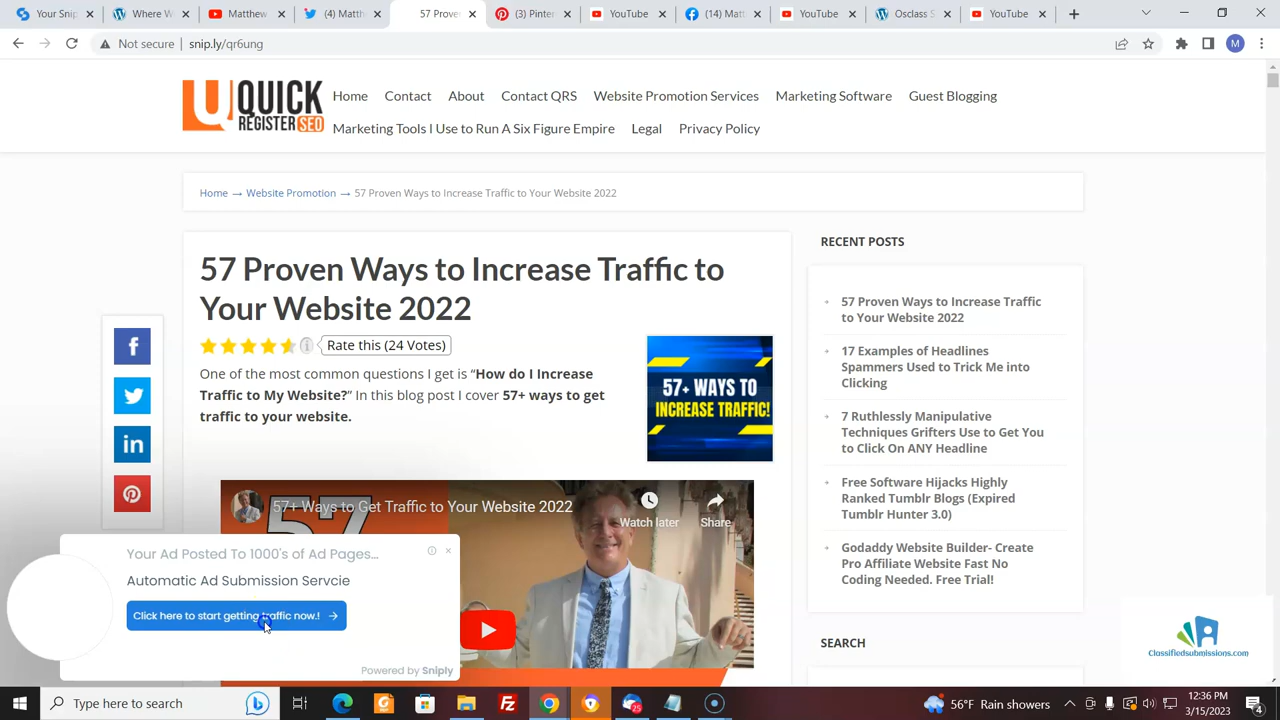 Your Snip
Where W
YouTube
(4) Matth
57 Prove
(3) Pinter
YouTube
(14) Matt
YouTube
Osclass S
YouTube
Not secure
snip.ly/qr6ung
M
QUICK
REGISTER SEO
Home
Contact
About
Contact QRS
Website Promotion Services
Marketing Software
Guest Blogging
Marketing Tools I Use to Run A Six Figure Empire
Legal
Privacy Policy
Home → Website Promotion → 57 Proven Ways to Increase Traffic to Your Website 2022
57 Proven Ways to Increase Traffic to
Your Website 2022
Rate this (24 Votes)
One of the most common questions I get is “How do I Increase
Traffic to My Website?” In this blog post I cover 57+ ways to get
traffic to your website.
57+ WAYS TO
INCREASE TRAFFIC!
57
57+ Ways to Get Traffic to Your Website 2022
Watch later
Share
Your Ad Posted To 1000's of Ad Pages...
Automatic Ad Submission Servcie
Click here to start getting traffic now.!
Powered by Sniply
RECENT POSTS
57 Proven Ways to Increase Traffic
to Your Website 2022
17 Examples of Headlines
Spammers Used to Trick Me into
Clicking
7 Ruthlessly Manipulative
Techniques Grifters Use to Get You
to Click On ANY Headline
Free Software Hijacks Highly
Ranked Tumblr Blogs (Expired
Tumblr Hunter 3.0)
Godaddy Website Builder- Create
Pro Affiliate Website Fast No
Coding Needed. Free Trial!
SEARCH
Classifiedsubmissions.com
Type here to search
25
56°F Rain showers
12:36 PM
3/15/2023
4